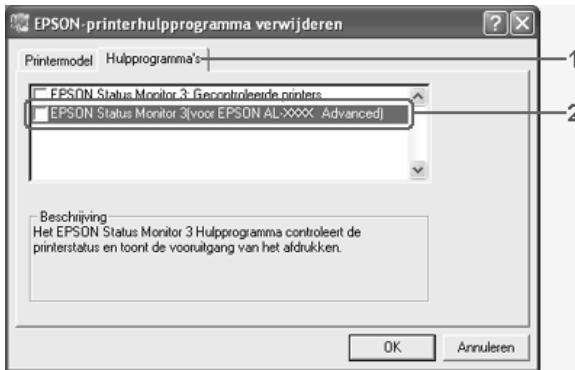 EPSON-printerhulpprogramma verwijderen
Printermodel Hulpprogramma's
1
EPSON Status Monitor 3: Gecontroleerde printers
EPSON Status Monitor 3(voor EPSON AL-XXXX Advanced)
2
Beschrijving
Het EPSON Status Monitor 3 Hulpprogramma controleert de
printerstatus en toont de vooruitgang van het afdrukken.
OK Annuleren